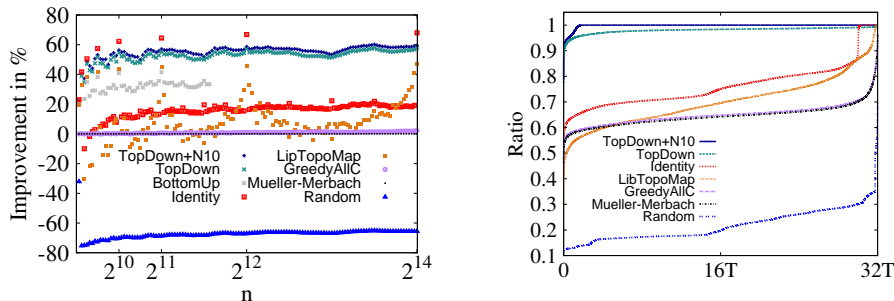 80
60
40
20
0
-20
-40
-60
-80
Improvement in %
2^10
2^11
2^12
2^14
n
TopDown+N10
TopDown
BottomUp
Identity
LipTopoMap
GreedyAllC
Mueller-Merbach
Random
1
0.9
0.8
0.7
0.6
0.5
0.4
0.3
0.2
0.1
Ratio
TopDown+N10
TopDown
Identity
LibTopoMap
GreedyAllC
Mueller-Merbach
Random
0
16T
32T